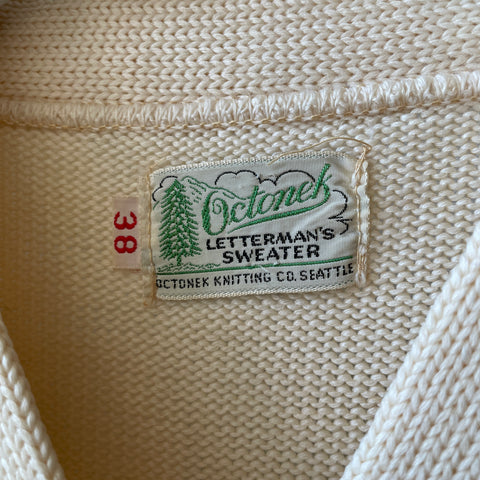 Octonek
LETTERMAN'S
SWEATER
OCTONEK KNITTING CO. SEATTLE
38